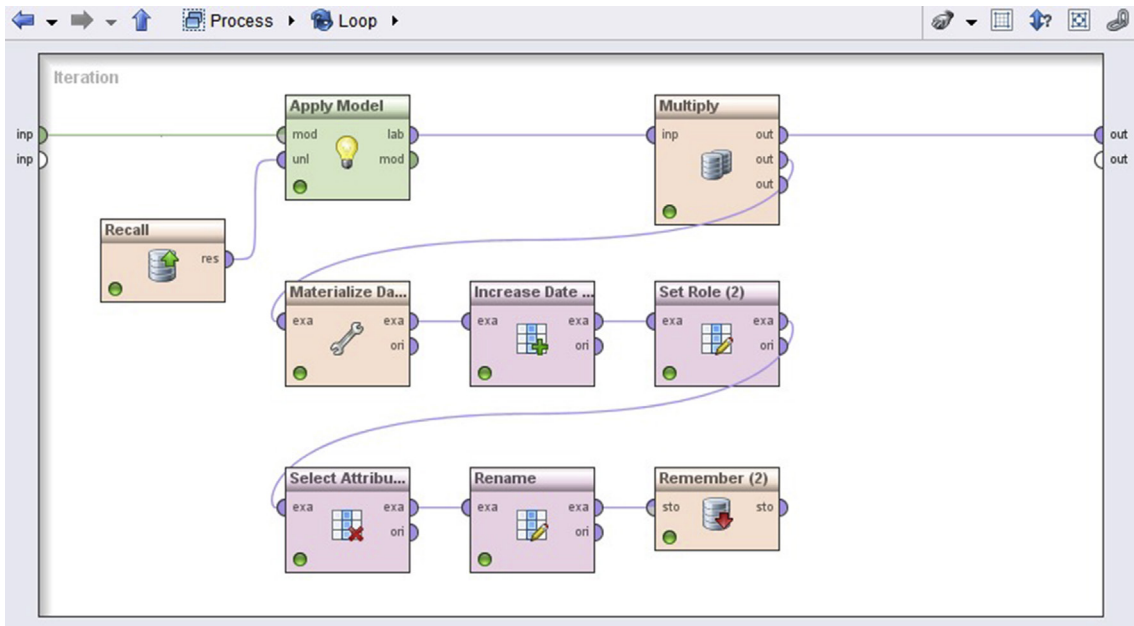 Process Loop
Iteration
inp
inp
out
out
Apply Model
mod lab
unl mod
Multiply
inp out
out
out
Recall
res
Materialize Da...
exa exa
ori
Increase Date ...
exa exa
ori
Set Role (2)
exa exa
ori
Select Attribu...
exa exa
ori
Rename
exa exa
ori
Remember (2)
sto sto